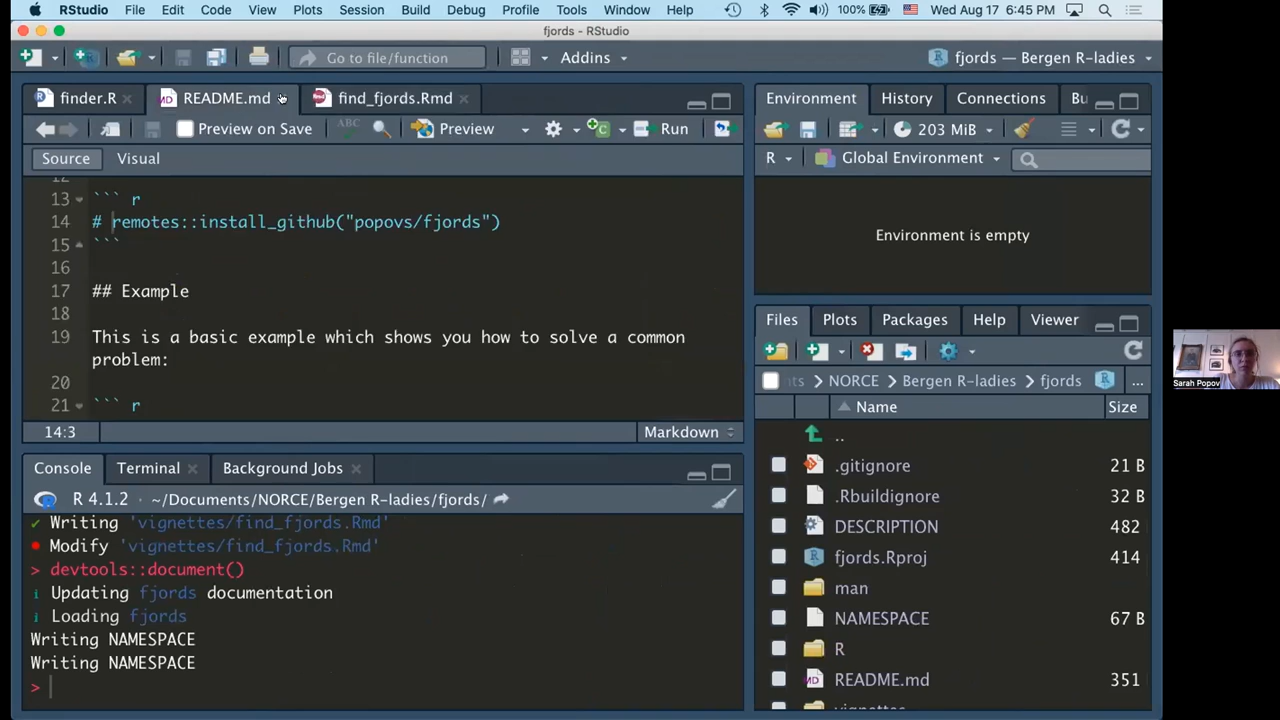 RStudio File Edit Code View Plots Session Build Debug Profile Tools Window Help 100% Wed Aug 17 6:45 PM
fjords - RStudio
Go to file/function Addins fjords — Bergen R-ladies
finder.R README.md find_fjords.Rmd
Preview on Save ABC Preview Run
Source Visual
12
13 ``` r
14 # remotes::install_github("popovs/fjords")
15 ```
16
17 ## Example
18
19 This is a basic example which shows you how to solve a common
problem:
20
21 ``` r
14:3 Markdown
Console Terminal Background Jobs
R 4.1.2 · ~/Documents/NORCE/Bergen R-ladies/fjords/
✓ Writing 'vignettes/find_fjords.Rmd'
● Modify 'vignettes/find_fjords.Rmd'
> devtools::document()
i Updating fjords documentation
i Loading fjords
Writing NAMESPACE
Writing NAMESPACE
>
Environment History Connections Bu
203 MiB
R Global Environment
Environment is empty
Files Plots Packages Help Viewer
nts > NORCE > Bergen R-ladies > fjords ...
Name Size
..
.gitignore 21 B
.Rbuildignore 32 B
DESCRIPTION 482
fjords.Rproj 414
man
NAMESPACE 67 B
R
README.md 351
vignettes
Sarah Popov